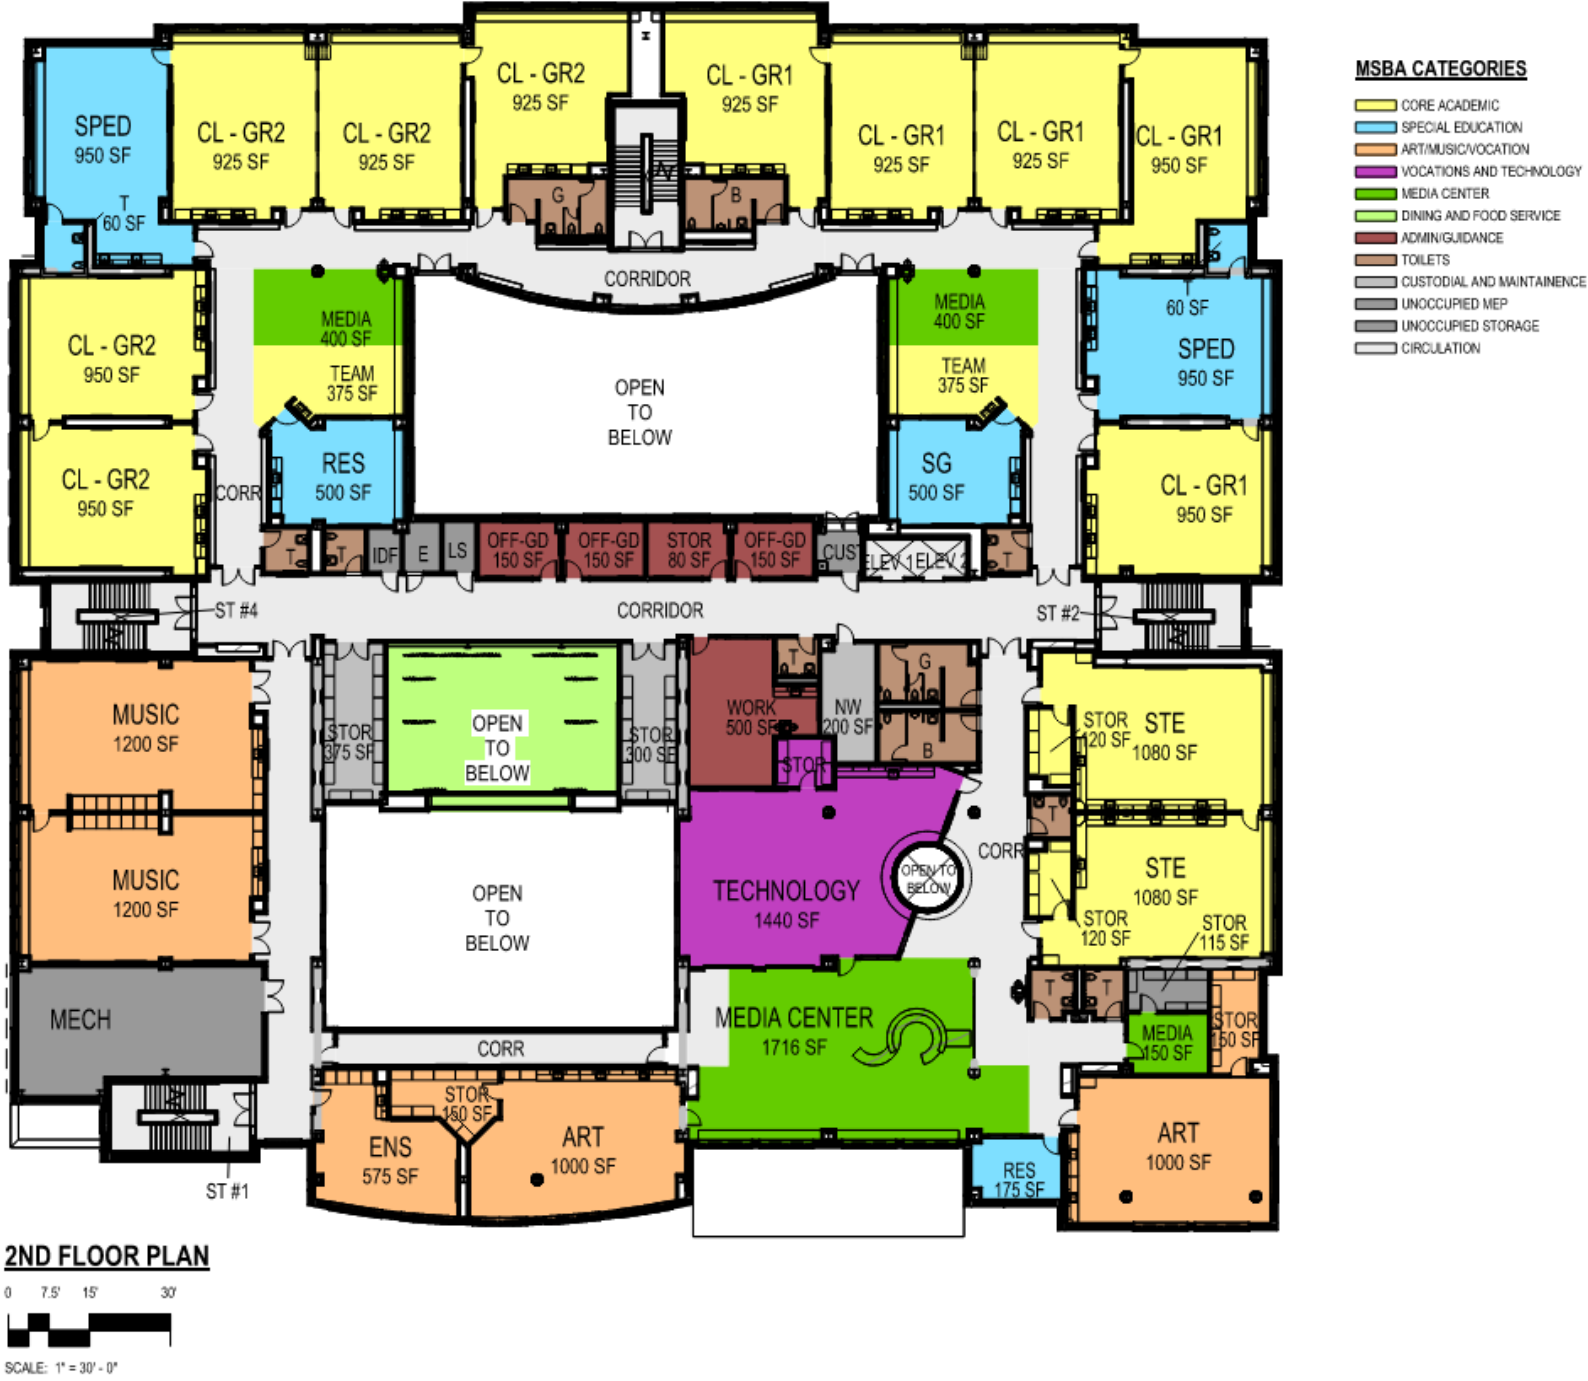 MSBA CATEGORIES
CORE ACADEMIC
SPECIAL EDUCATION
ART/MUSIC/VOCATION
VOCATIONS AND TECHNOLOGY
MEDIA CENTER
DINING AND FOOD SERVICE
ADMIN/GUIDANCE
TOILETS
CUSTODIAL AND MAINTAINENCE
UNOCCUPIED MEP
UNOCCUPIED STORAGE
CIRCULATION
SPED
950 SF
T
60 SF
CL - GR2
925 SF
CL - GR2
925 SF
CL - GR2
925 SF
CL - GR1
925 SF
CL - GR1
925 SF
CL - GR1
925 SF
CL - GR1
950 SF
G
B
CORRIDOR
CL - GR2
950 SF
MEDIA
400 SF
TEAM
375 SF
OPEN
TO
BELOW
MEDIA
400 SF
TEAM
375 SF
T
60 SF
SPED
950 SF
CL - GR2
950 SF
CORR
RES
500 SF
SG
500 SF
CL - GR1
950 SF
T
T
IDF
E
LS
OFF-GD
150 SF
OFF-GD
150 SF
STOR
80 SF
OFF-GD
150 SF
CUST
ELEV 1
ELEV 2
T
ST #4
CORRIDOR
ST #2
MUSIC
1200 SF
STOR
375 SF
OPEN
TO
BELOW
STOR
300 SF
WORK
500 SF
T
NW
200 SF
G
B
STOR
STOR
120 SF
STE
1080 SF
MUSIC
1200 SF
OPEN
TO
BELOW
TECHNOLOGY
1440 SF
OPEN TO
BELOW
CORR
T
STE
1080 SF
STOR
120 SF
STOR
115 SF
MECH
CORR
MEDIA CENTER
1716 SF
T
T
MEDIA
150 SF
STOR
150 SF
ST #1
ENS
575 SF
STOR
150 SF
ART
1000 SF
RES
175 SF
ART
1000 SF
2ND FLOOR PLAN
0 7.5' 15' 30'
SCALE: 1" = 30' - 0"